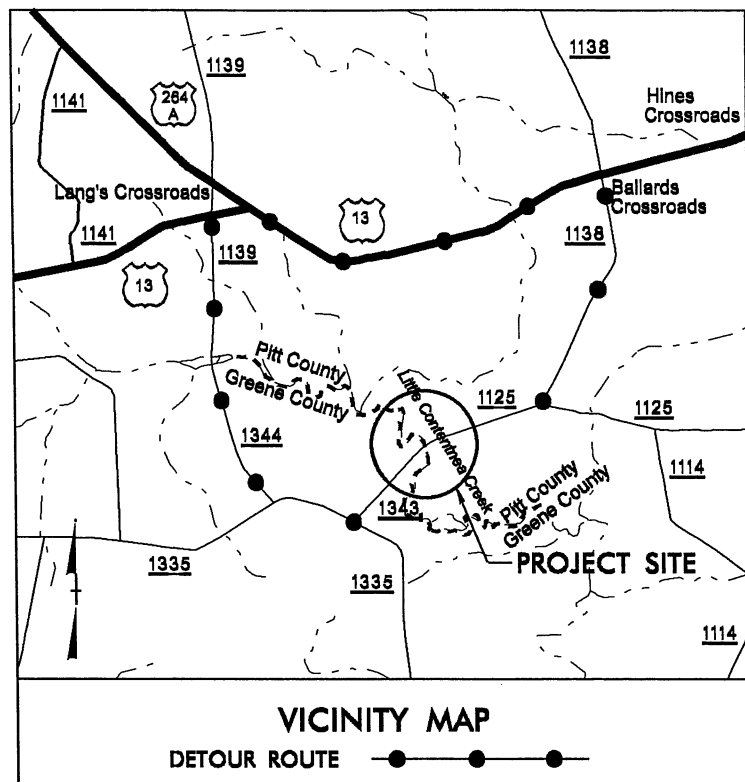 1139
1138
1141
264
A
Hines
Crossroads
Lang's Crossroads
13
Ballards
Crossroads
1141
1139
1138
13
Pitt County
Greene County
Little Contentnea Creek
1125
1125
1344
1114
1343
Pitt County
Greene County
1335
PROJECT SITE
1335
1114
VICINITY MAP
DETOUR ROUTE